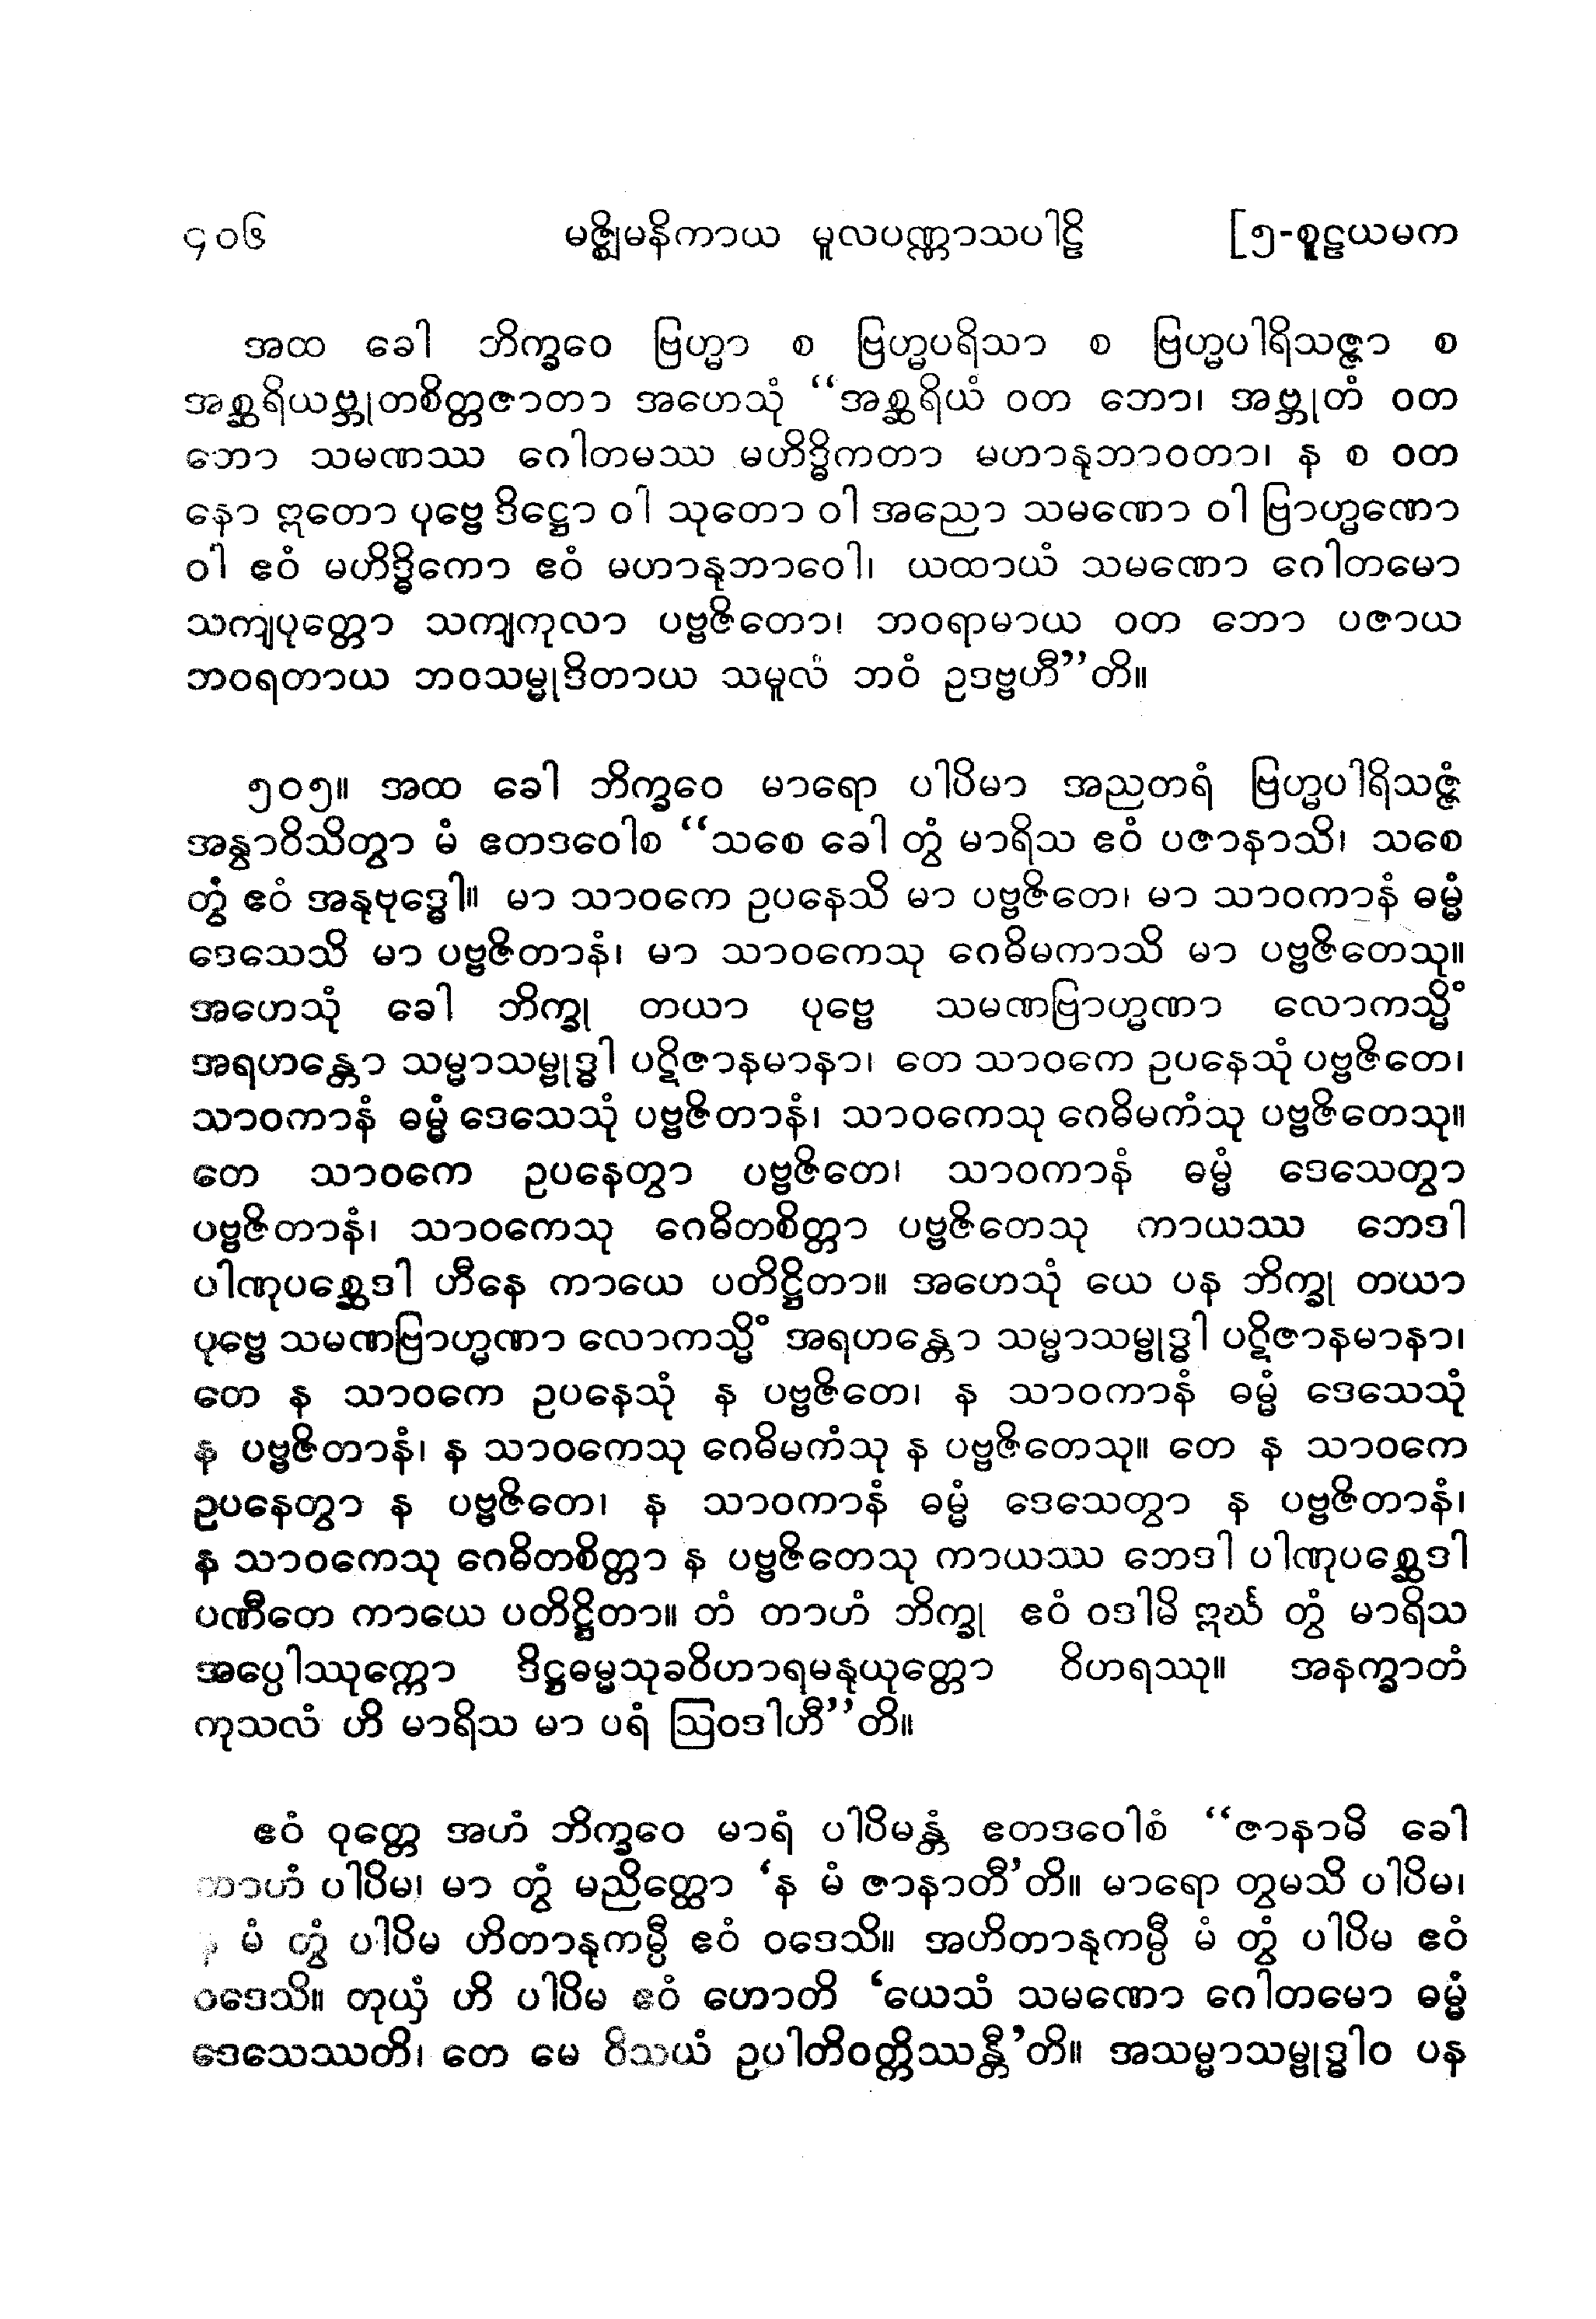 ၄၀၆ မဇ္ဈိမနိကာယ မူလပဏ္ဏာသပါဠိ [၅-စူဠယမက
အထ ခေါ ဘိက္ခဝေ ဗြဟ္မာ စ ဗြဟ္မပရိသာ စ ဗြဟ္မပါရိသဇ္ဇာ စ
အစ္ဆရိယဗ္ဘုတစိတ္တဇာတာ အဟေသုံ “အစ္ဆရိယံ ဝတ ဘော၊ အဗ္ဘုတံ ဝတ
ဘော သမဏဿ ဂေါတမဿ မဟိဒ္ဓိကတာ မဟာနုဘာဝတာ၊ န စ ဝတ
နော ဣတော ပုဗ္ဗေ ဒိဋ္ဌော ဝါ သုတော ဝါ အညော သမဏော ဝါ ဗြာဟ္မဏော
ဝါ ဧဝံ မဟိဒ္ဓိကော ဧဝံ မဟာနုဘာဝေါ၊ ယထာယံ သမဏော ဂေါတမော
သကျပုတ္တော သကျကုလာ ပဗ္ဗဇိတော၊ ဘဝရာမာယ ဝတ ဘော ပဇာယ
ဘဝရတာယ ဘဝသမ္မုဒိတာယ သမူလံ ဘဝံ ဥဒဗ္ဗဟီ”တိ။
၅၀၅။ အထ ခေါ ဘိက္ခဝေ မာရော ပါပိမာ အညတရံ ဗြဟ္မပါရိသဇ္ဇံ
အနွာဝိသိတွာ မံ ဧတဒဝေါစ “သစေ ခေါ တွံ မာရိသ ဧဝံ ပဇာနာသိ၊ သစေ
တွံ ဧဝံ အနုဗုဒ္ဓေါ။ မာ သာဝကေ ဥပနေသိ မာ ပဗ္ဗဇိတေ၊ မာ သာဝကာနံ ဓမ္မံ
ဒေသေသိ မာ ပဗ္ဗဇိတာနံ၊ မာ သာဝကေသု ဂေဓိမကာသိ မာ ပဗ္ဗဇိတေသု။
အဟေသုံ ခေါ ဘိက္ခု တယာ ပုဗ္ဗေ သမဏဗြာဟ္မဏာ လောကသ္မိံ
အရဟန္တော သမ္မာသမ္ဗုဒ္ဓါ ပဋိဇာနမာနာ၊ တေ သာဝကေ ဥပနေသုံ ပဗ္ဗဇိတေ၊
သာဝကာနံ ဓမ္မံ ဒေသေသုံ ပဗ္ဗဇိတာနံ၊ သာဝကေသု ဂေဓိမကံသု ပဗ္ဗဇိတေသု။
တေ သာဝကေ ဥပနေတွာ ပဗ္ဗဇိတေ၊ သာဝကာနံ ဓမ္မံ ဒေသေတွာ
ပဗ္ဗဇိတာနံ၊ သာဝကေသု ဂေဓိတစိတ္တာ ပဗ္ဗဇိတေသု ကာယဿ ဘေဒါ
ပါဏုပစ္ဆေဒါ ဟီနေ ကာယေ ပတိဋ္ဌိတာ။ အဟေသုံ ယေ ပန ဘိက္ခု တယာ
ပုဗ္ဗေ သမဏဗြာဟ္မဏာ လောကသ္မိံ အရဟန္တော သမ္မာသမ္ဗုဒ္ဓါ ပဋိဇာနမာနာ၊
တေ န သာဝကေ ဥပနေသုံ န ပဗ္ဗဇိတေ၊ န သာဝကာနံ ဓမ္မံ ဒေသေသုံ
န ပဗ္ဗဇိတာနံ၊ န သာဝကေသု ဂေဓိမကံသု န ပဗ္ဗဇိတေသု။ တေ န သာဝကေ
ဥပနေတွာ န ပဗ္ဗဇိတေ၊ န သာဝကာနံ ဓမ္မံ ဒေသေတွာ န ပဗ္ဗဇိတာနံ၊
န သာဝကေသု ဂေဓိတစိတ္တာ န ပဗ္ဗဇိတေသု ကာယဿ ဘေဒါ ပါဏုပစ္ဆေဒါ
ပဏီတေ ကာယေ ပတိဋ္ဌိတာ။ တံ တာဟံ ဘိက္ခု ဧဝံ ဝဒါမိ ဣင်္ဃ တွံ မာရိသ
အပ္ပေါဿုက္ကော ဒိဋ္ဌဓမ္မသုခဝိဟာရမနုယုတ္တော ဝိဟရဿု။ အနက္ခာတံ
ကုသလံ ဟိ မာရိသ မာ ပရံ ဩဝဒါဟီ”တိ။
ဧဝံ ဝုတ္တေ အဟံ ဘိက္ခဝေ မာရံ ပါပိမန္တံ ဧတဒဝေါစံ “ဇာနာမိ ခေါ
တာဟံ ပါပိမ၊ မာ တွံ မညိတ္ထော ‘န မံ ဇာနာတီ’တိ။ မာရော တွမသိ ပါပိမ၊
န မံ တွံ ပါပိမ ဟိတာနုကမ္ပီ ဧဝံ ဝဒေသိ။ အဟိတာနုကမ္ပီ မံ တွံ ပါပိမ ဧဝံ
ဝဒေသိ။ တုယှံ ဟိ ပါပိမ ဧဝံ ဟောတိ ‘ယေသံ သမဏော ဂေါတမော ဓမ္မံ
ဒေသေဿတိ၊ တေ မေ ဝိသယံ ဥပါတိဝတ္တိဿန္တီ’တိ။ အသမ္မာသမ္ဗုဒ္ဓါဝ ပန